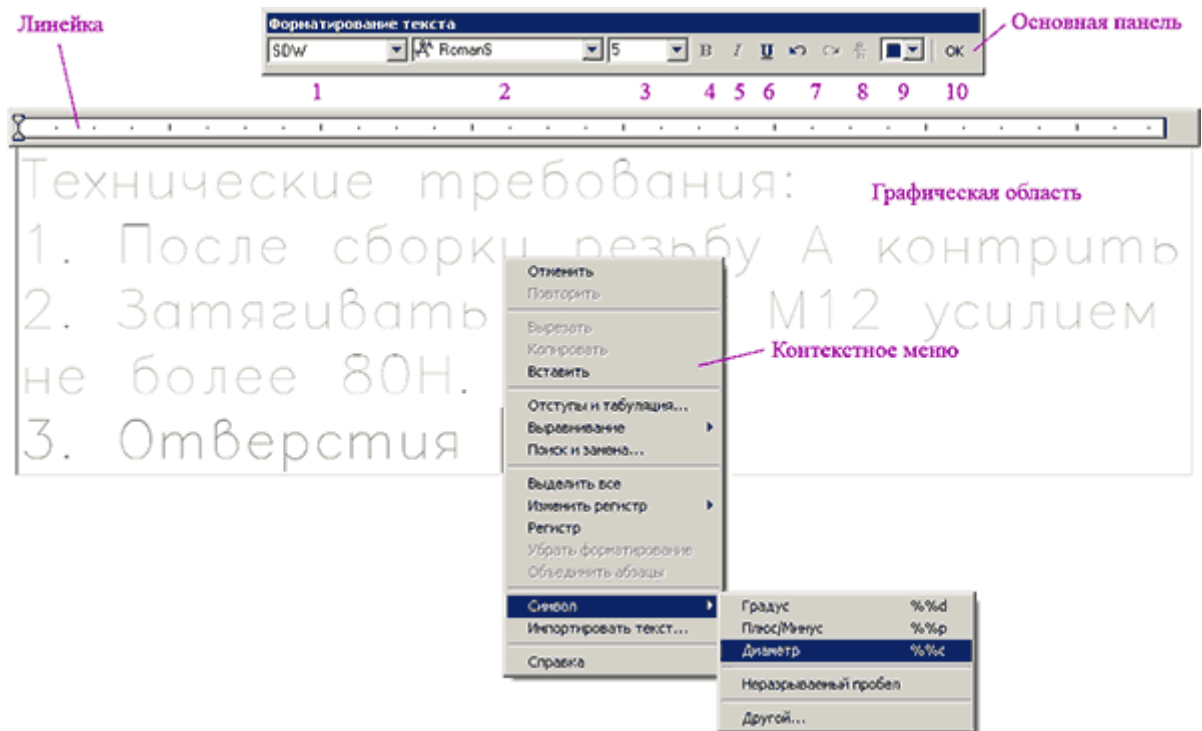 Линейка
Форматирование текста
Основная панель
SDW RomanS 5 B I U OK
1 2 3 4 5 6 7 8 9 10
Технические требования:
Графическая область
1. После сборки резьбу А контрить
2. Затягивать М12 усилием
не более 80Н.
3. Отверстия
Контекстное меню
Отменить
Повторить
Вырезать
Копировать
Вставить
Отступы и табуляция...
Выравнивание
Поиск и замена...
Выделить все
Изменить регистр
Регистр
Убрать форматирование
Объединить абзацы
Символ
Импортировать текст...
Справка
Градус %%d
Плюс/Минус %%p
Диаметр %%c
Неразрываемый пробел
Другой...